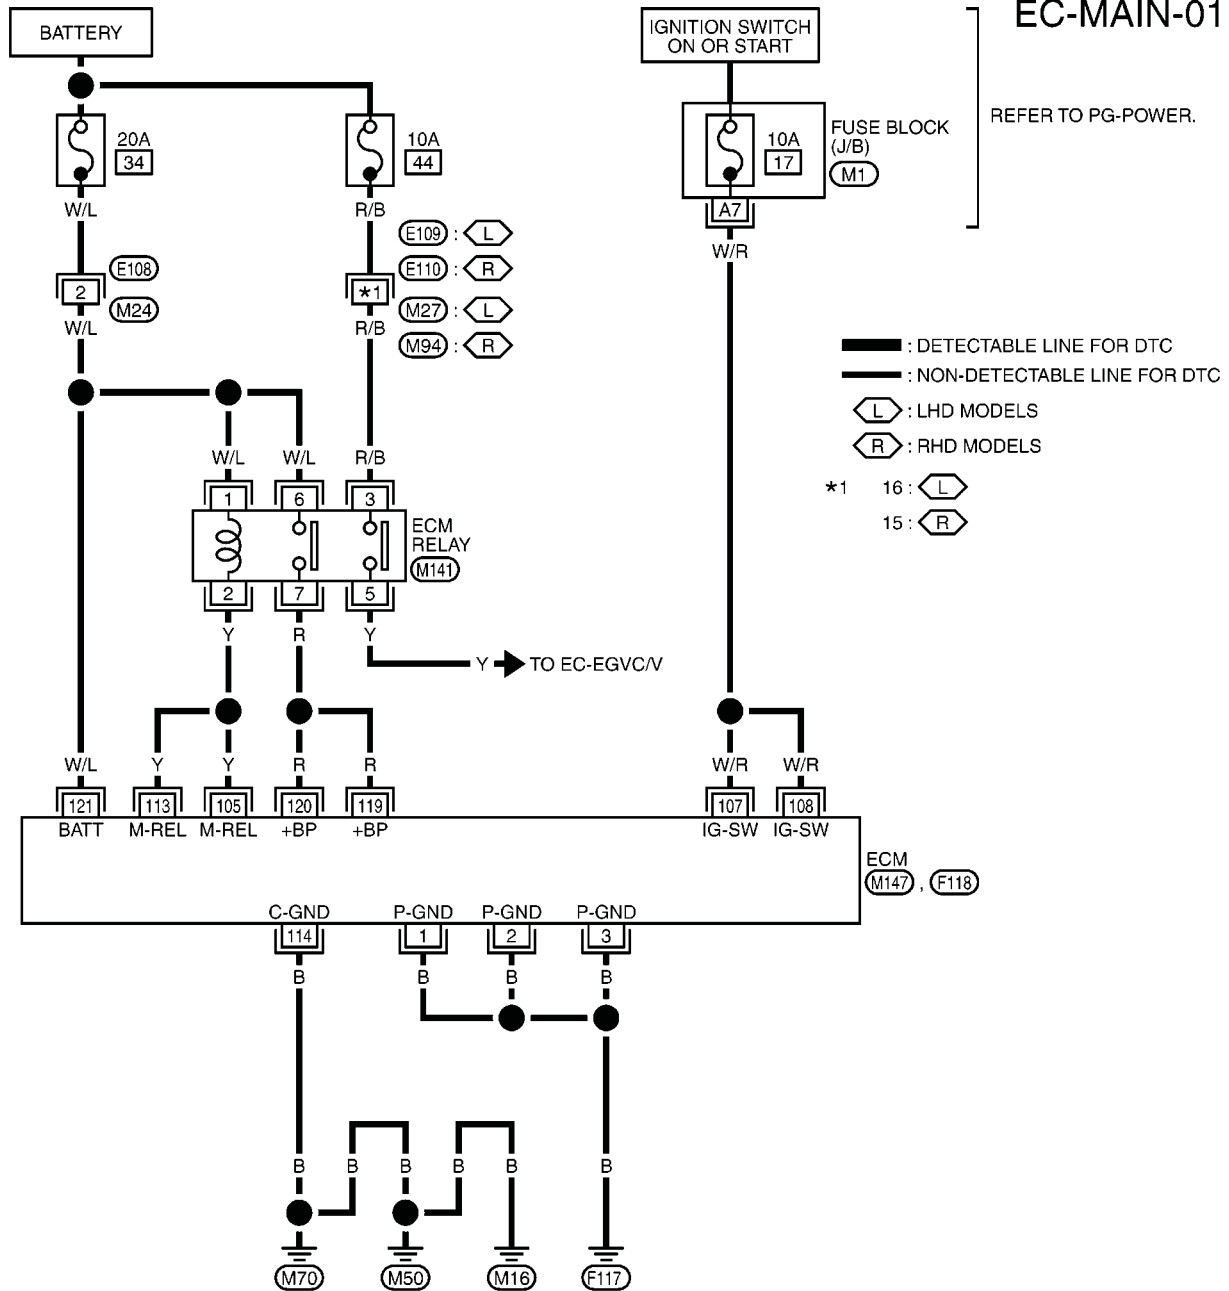 EC-MAIN-01
BATTERY
IGNITION SWITCH
ON OR START
REFER TO PG-POWER.
20A
34
10A
44
10A
17
FUSE BLOCK
(J/B)
M1
W/L
R/B
A7
W/R
E109 : L
E110 : R
M27 : L
M94 : R
2
E108
M24
*1
W/L
R/B
: DETECTABLE LINE FOR DTC
: NON-DETECTABLE LINE FOR DTC
L : LHD MODELS
R : RHD MODELS
*1 16 : L
15 : R
W/L W/L R/B
1 6 3
ECM
RELAY
M141
2 7 5
Y R Y
Y TO EC-EGVC/V
W/L Y Y R R W/R W/R
121 113 105 120 119 107 108
BATT M-REL M-REL +BP +BP IG-SW IG-SW
ECM
M147 , F118
C-GND P-GND P-GND P-GND
114 1 2 3
B B B B
B B B B B B
M70 M50 M16 F117